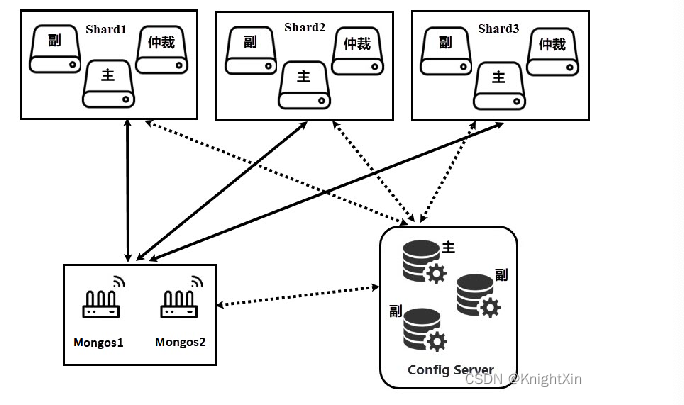 Shard1
副
仲裁
主
Shard2
副
仲裁
主
Shard3
副
仲裁
主
Mongos1
Mongos2
主
副
副
Config Server
CSDN @KnightXin